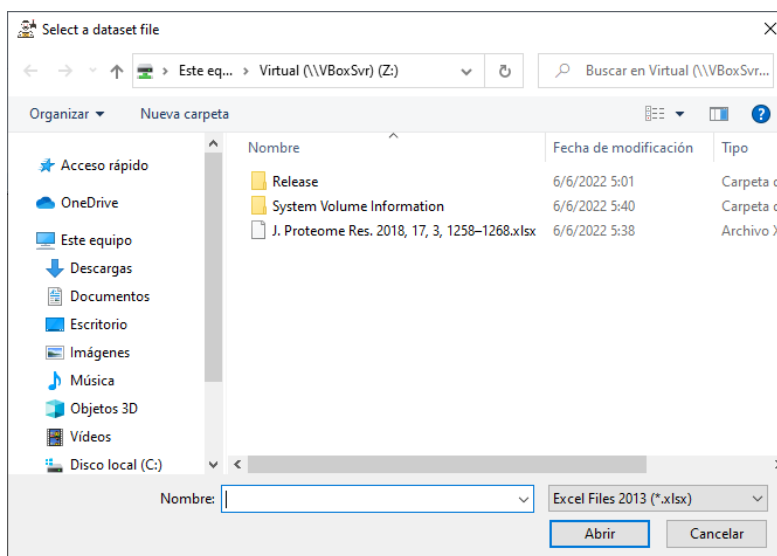 Select a dataset file
Este eq... > Virtual (\\VBoxSvr) (Z:)
Buscar en Virtual (\\VBoxSvr...
Organizar
Nueva carpeta
Nombre
Fecha de modificación
Tipo
Acceso rápido
OneDrive
Este equipo
Descargas
Documentos
Escritorio
Imágenes
Música
Objetos 3D
Vídeos
Disco local (C:)
Release 6/6/2022 5:01 Carpeta
System Volume Information 6/6/2022 5:40 Carpeta
J. Proteome Res. 2018, 17, 3, 1258–1268.xlsx 6/6/2022 5:38 Archivo
Nombre:
Excel Files 2013 (*.xlsx)
Abrir
Cancelar